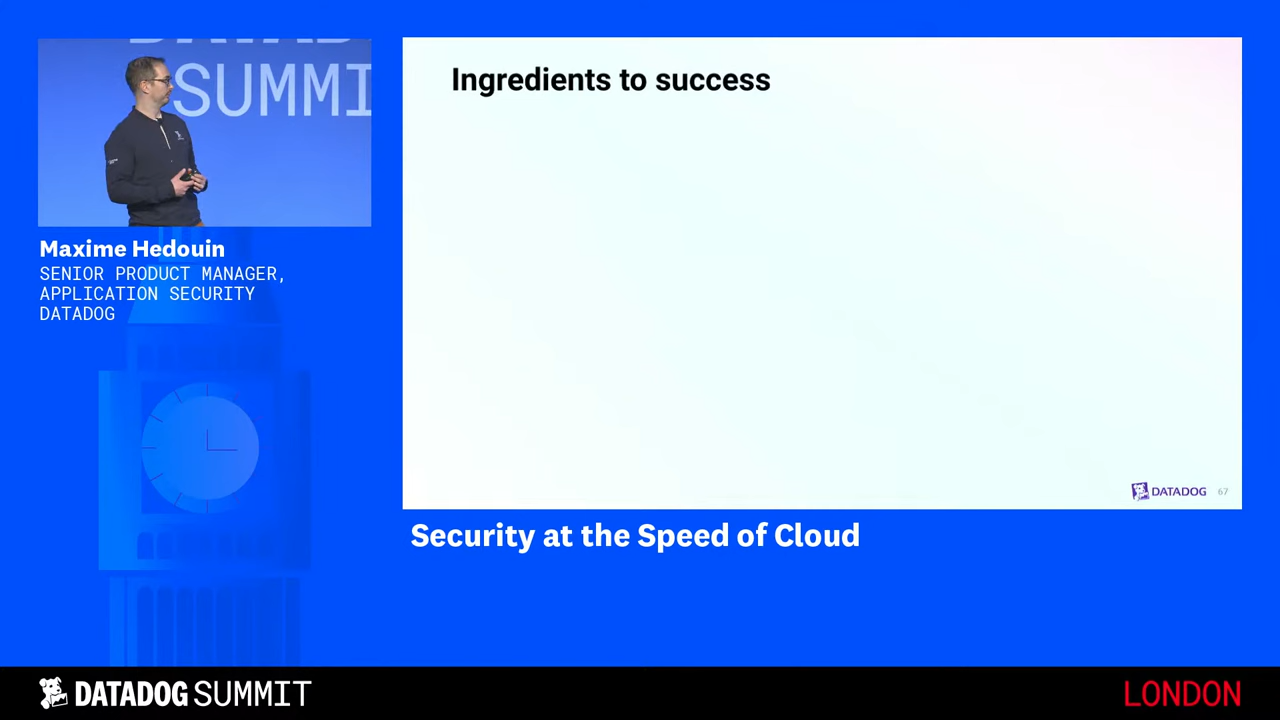 SUMMI
Maxime Hedouin
SENIOR PRODUCT MANAGER,
APPLICATION SECURITY
DATADOG
Ingredients to success
DATADOG 67
Security at the Speed of Cloud
DATADOG SUMMIT
LONDON